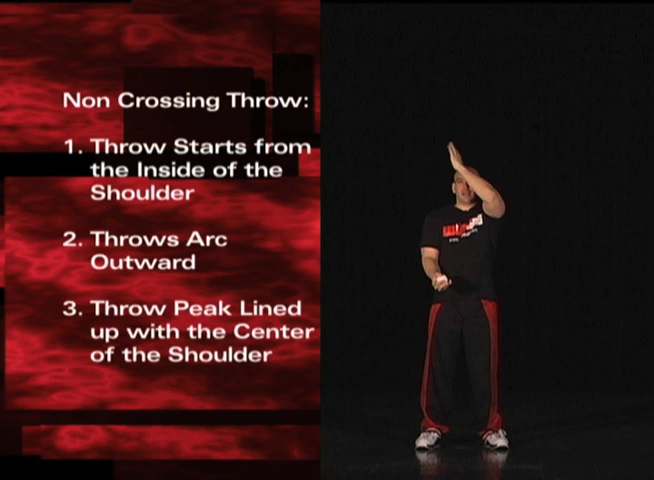 Non Crossing Throw:
1. Throw Starts from
the Inside of the
Shoulder
2. Throws Arc
Outward
3. Throw Peak Lined
up with the Center
of the Shoulder